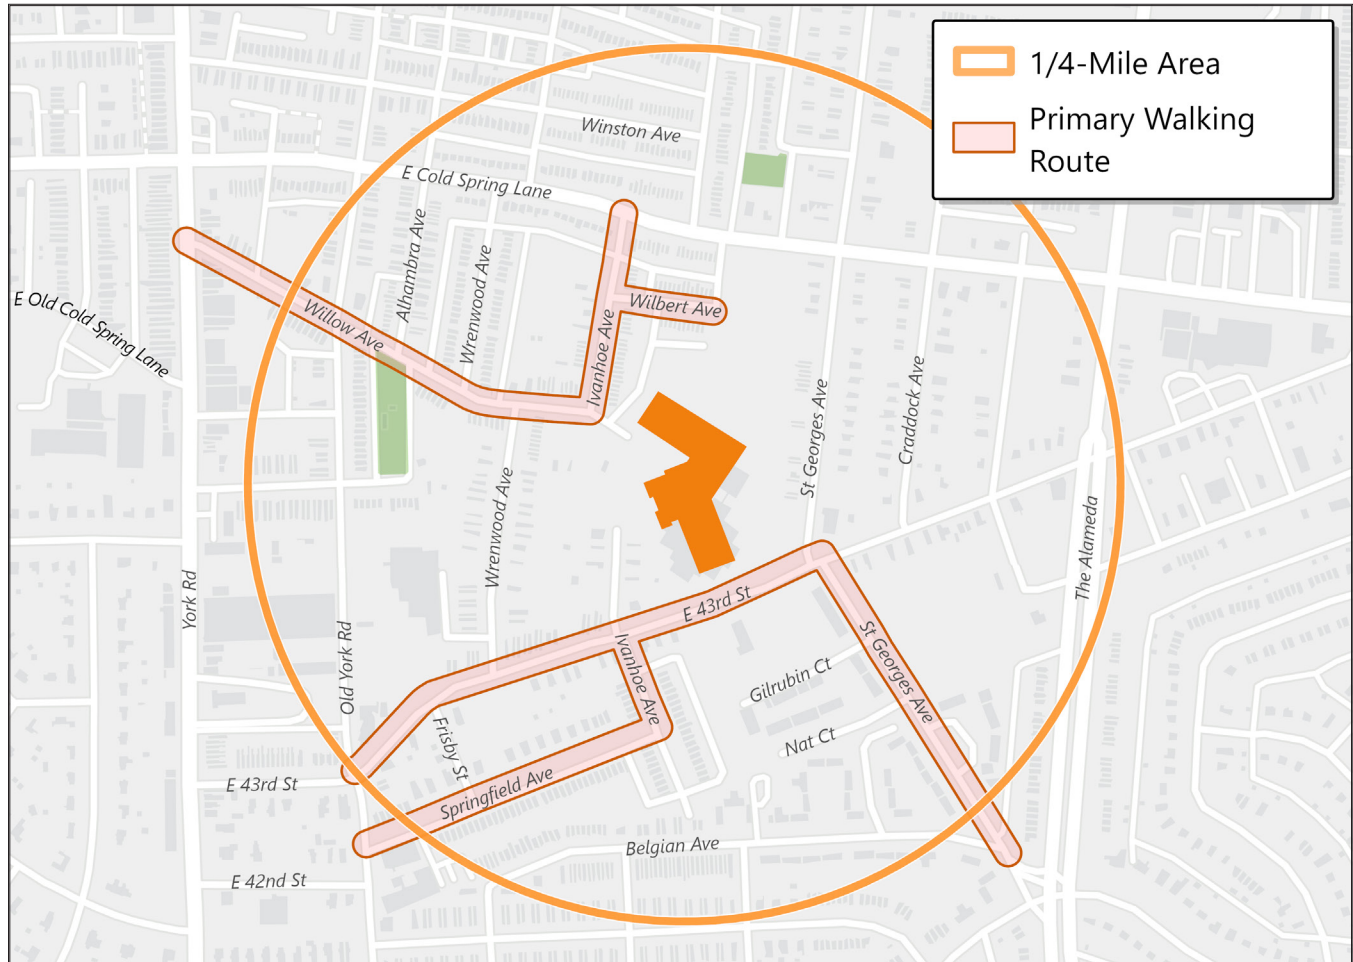 1/4-Mile Area
Primary Walking
Route
Winston Ave
E Cold Spring Lane
Alhambra Ave
Wrenwood Ave
Willow Ave
Wilbert Ave
Ivanhoe Ave
E Old Cold Spring Lane
St Georges Ave
Craddock Ave
Wrenwood Ave
The Alameda
York Rd
Old York Rd
E 43rd St
Ivanhoe Ave
St Georges Ave
Gilrubin Ct
Nat Ct
Frisby St
Springfield Ave
E 43rd St
Belgian Ave
E 42nd St